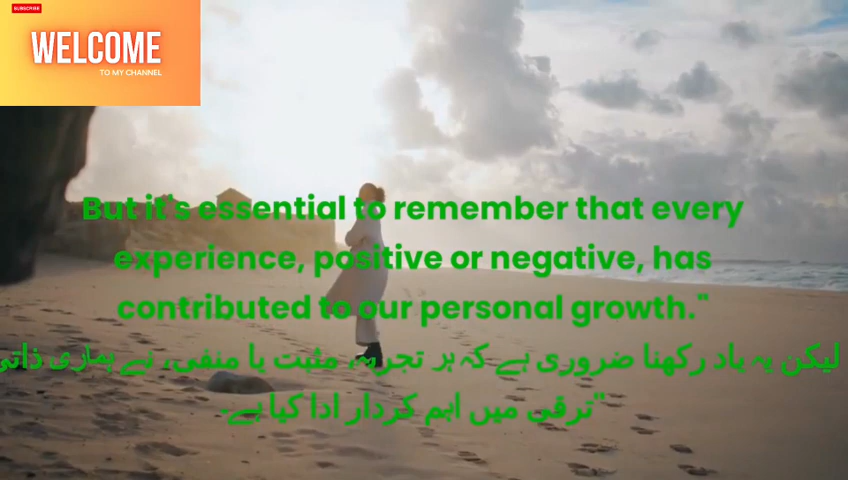 SUBSCRIBE
WELCOME
TO MY CHANNEL
But it's essential to remember that every
experience, positive or negative, has
contributed to our personal growth."
لیکن یہ یاد رکھنا ضروری ہے کہ ہر تجربہ، مثبت یا منفی، نے ہماری ذاتی
ترقی میں اہم کردار ادا کیا ہے۔"